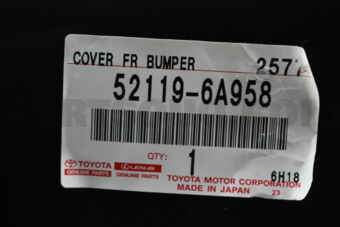 COVER FR BUMPER 257
52119-6A958
QTY: 1 6H18
TOYOTA LEXUS
GENUINE PARTS GENUINE PARTS
TOYOTA MOTOR CORPORATION
MADE IN JAPAN 23